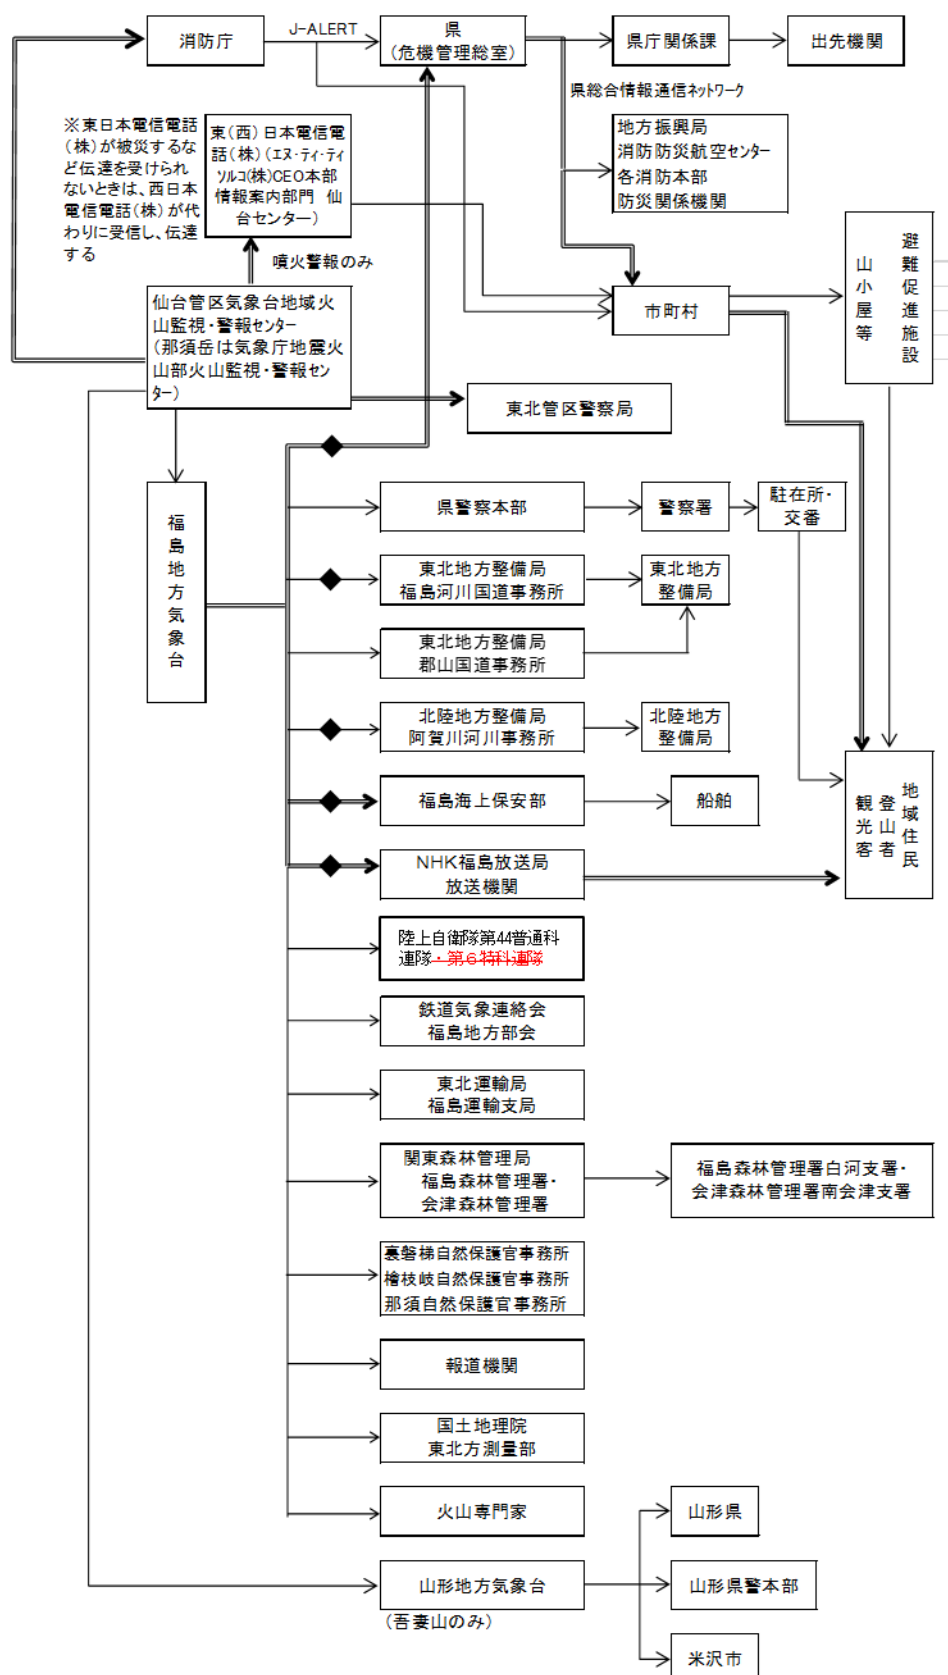 消防庁
J-ALERT
県
(危機管理総室)
県庁関係課
出先機関
県総合情報通信ネットワーク
※東日本電信電話
(株)が被災するな
ど伝達を受けられ
ないときは、西日本
電信電話(株)が代
わりに受信し、伝達
する
東(西)日本電信電
話(株)(エヌ・ティ・ティ
ソルコ(株)CEO本部
情報案内部門 仙
台センター)
地方振興局
消防防災航空センター
各消防本部
防災関係機関
噴火警報のみ
仙台管区気象台地域火
山監視・警報センター
(那須岳は気象庁地震火
山部火山監視・警報セン
ター)
市町村
避難促進施設
山小屋等
東北管区警察局
福島地方気象台
県警察本部
警察署
駐在所・
交番
東北地方整備局
福島河川国道事務所
東北地方
整備局
東北地方整備局
郡山国道事務所
北陸地方整備局
阿賀川河川事務所
北陸地方
整備局
福島海上保安部
船舶
地域住民
登山者
観光客
NHK福島放送局
放送機関
陸上自衛隊第44普通科
連隊・第6特科連隊
鉄道気象連絡会
福島地方部会
東北運輸局
福島運輸支局
関東森林管理局
福島森林管理署・
会津森林管理署
福島森林管理署白河支署・
会津森林管理署南会津支署
裏磐梯自然保護官事務所
檜枝岐自然保護官事務所
那須自然保護官事務所
報道機関
国土地理院
東北方測量部
火山専門家
山形県
山形地方気象台
(吾妻山のみ)
山形県警本部
米沢市